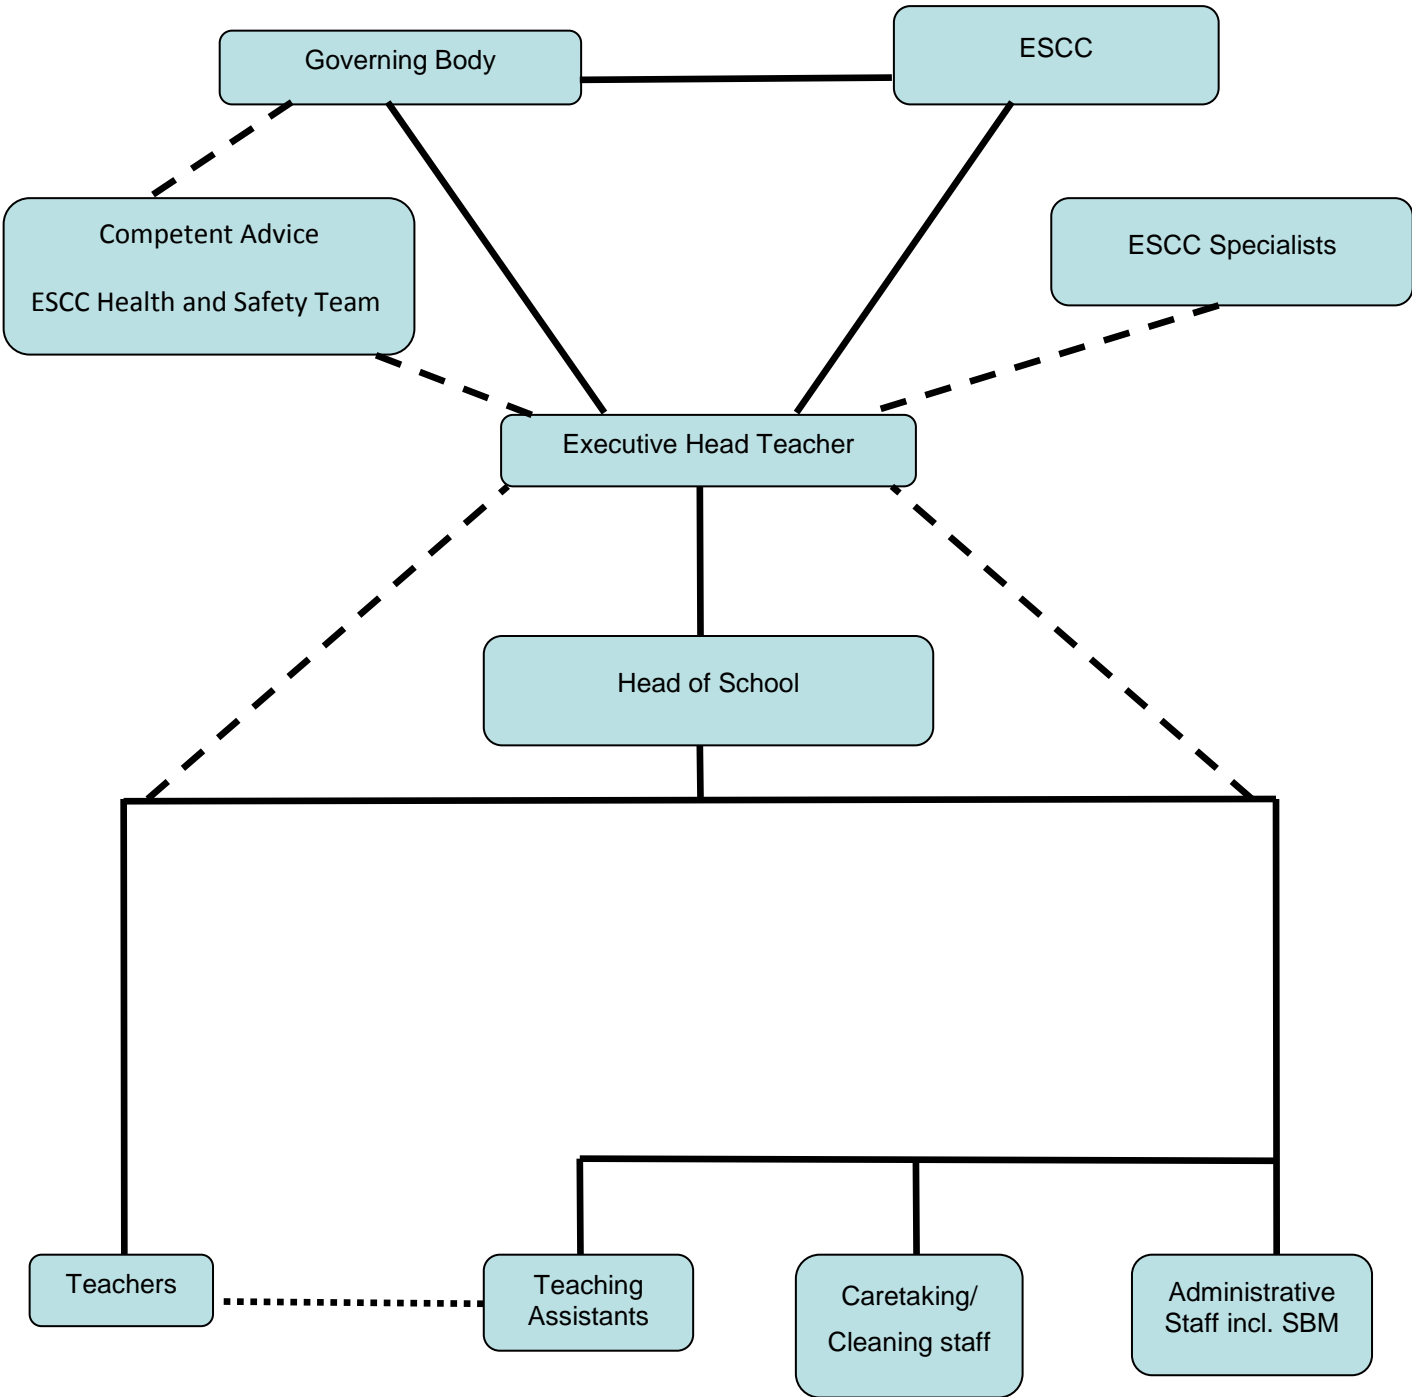 Governing Body
ESCC
Competent Advice
ESCC Health and Safety Team
ESCC Specialists
Executive Head Teacher
Head of School
Teachers
Teaching
Assistants
Caretaking/
Cleaning staff
Administrative
Staff incl. SBM